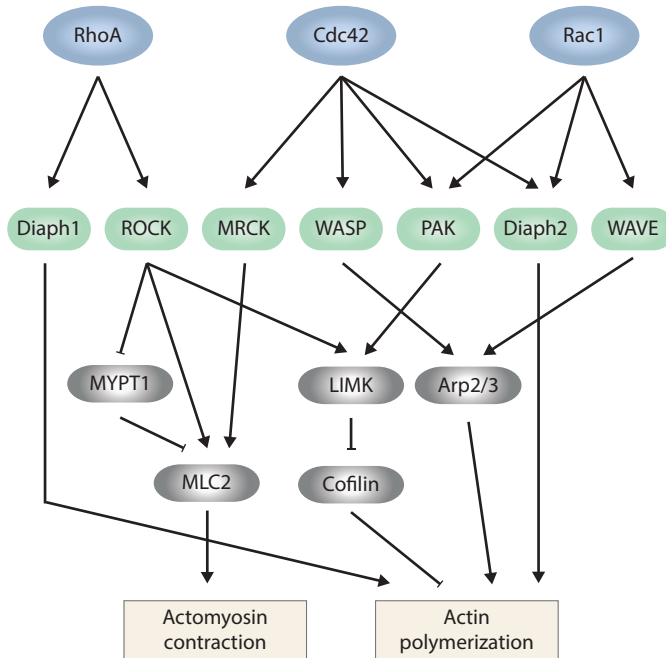 RhoA
Cdc42
Rac1
Diaph1
ROCK
MRCK
WASP
PAK
Diaph2
WAVE
MYPT1
LIMK
Arp2/3
MLC2
Cofilin
Actomyosin
contraction
Actin
polymerization